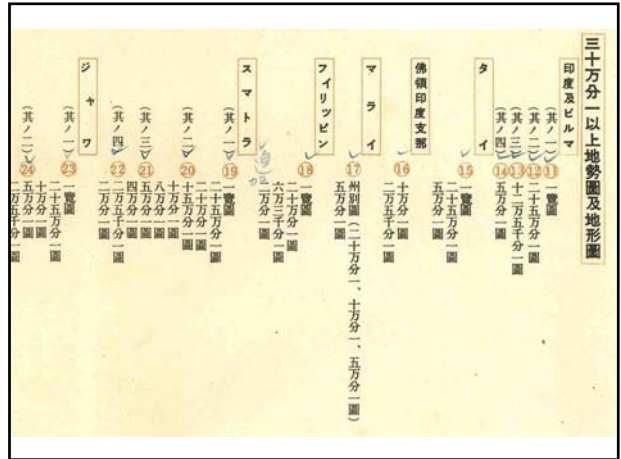 三十万分一以上地勢圖及地形圖
印度及ビルマ
(其ノ一)⑪一覽圖
(其ノ二)⑫二十五万分一圖
(其ノ三)⑬十二万五千分一圖
(其ノ四)⑭五万分一圖
タイ
⑮一覽圖
二十五万分一圖
五万分一圖
佛領印度支那
⑯十万分一圖
二万五千分一圖
マライ
⑰州別圖(二十万分一、十万分一、五万分一圖)
五万分一圖
フイリツピン
⑱一覽圖
二十万分一圖
六万三千分一圖
追加 二万分一圖
スマトラ
(其ノ一)⑲一覽圖
二十五万分一圖
二十万分一圖
(其ノ二)⑳十五万分一圖
十万分一圖
八万分一圖
(其ノ三)㉑五万分一圖
四万分一圖
(其ノ四)㉒二万五千分一圖
二万分一圖
ジャワ
(其ノ一)㉓一覽圖
二十五万分一圖
十万分一圖
(其ノ二)㉔五万分一圖
二万五千分一圖